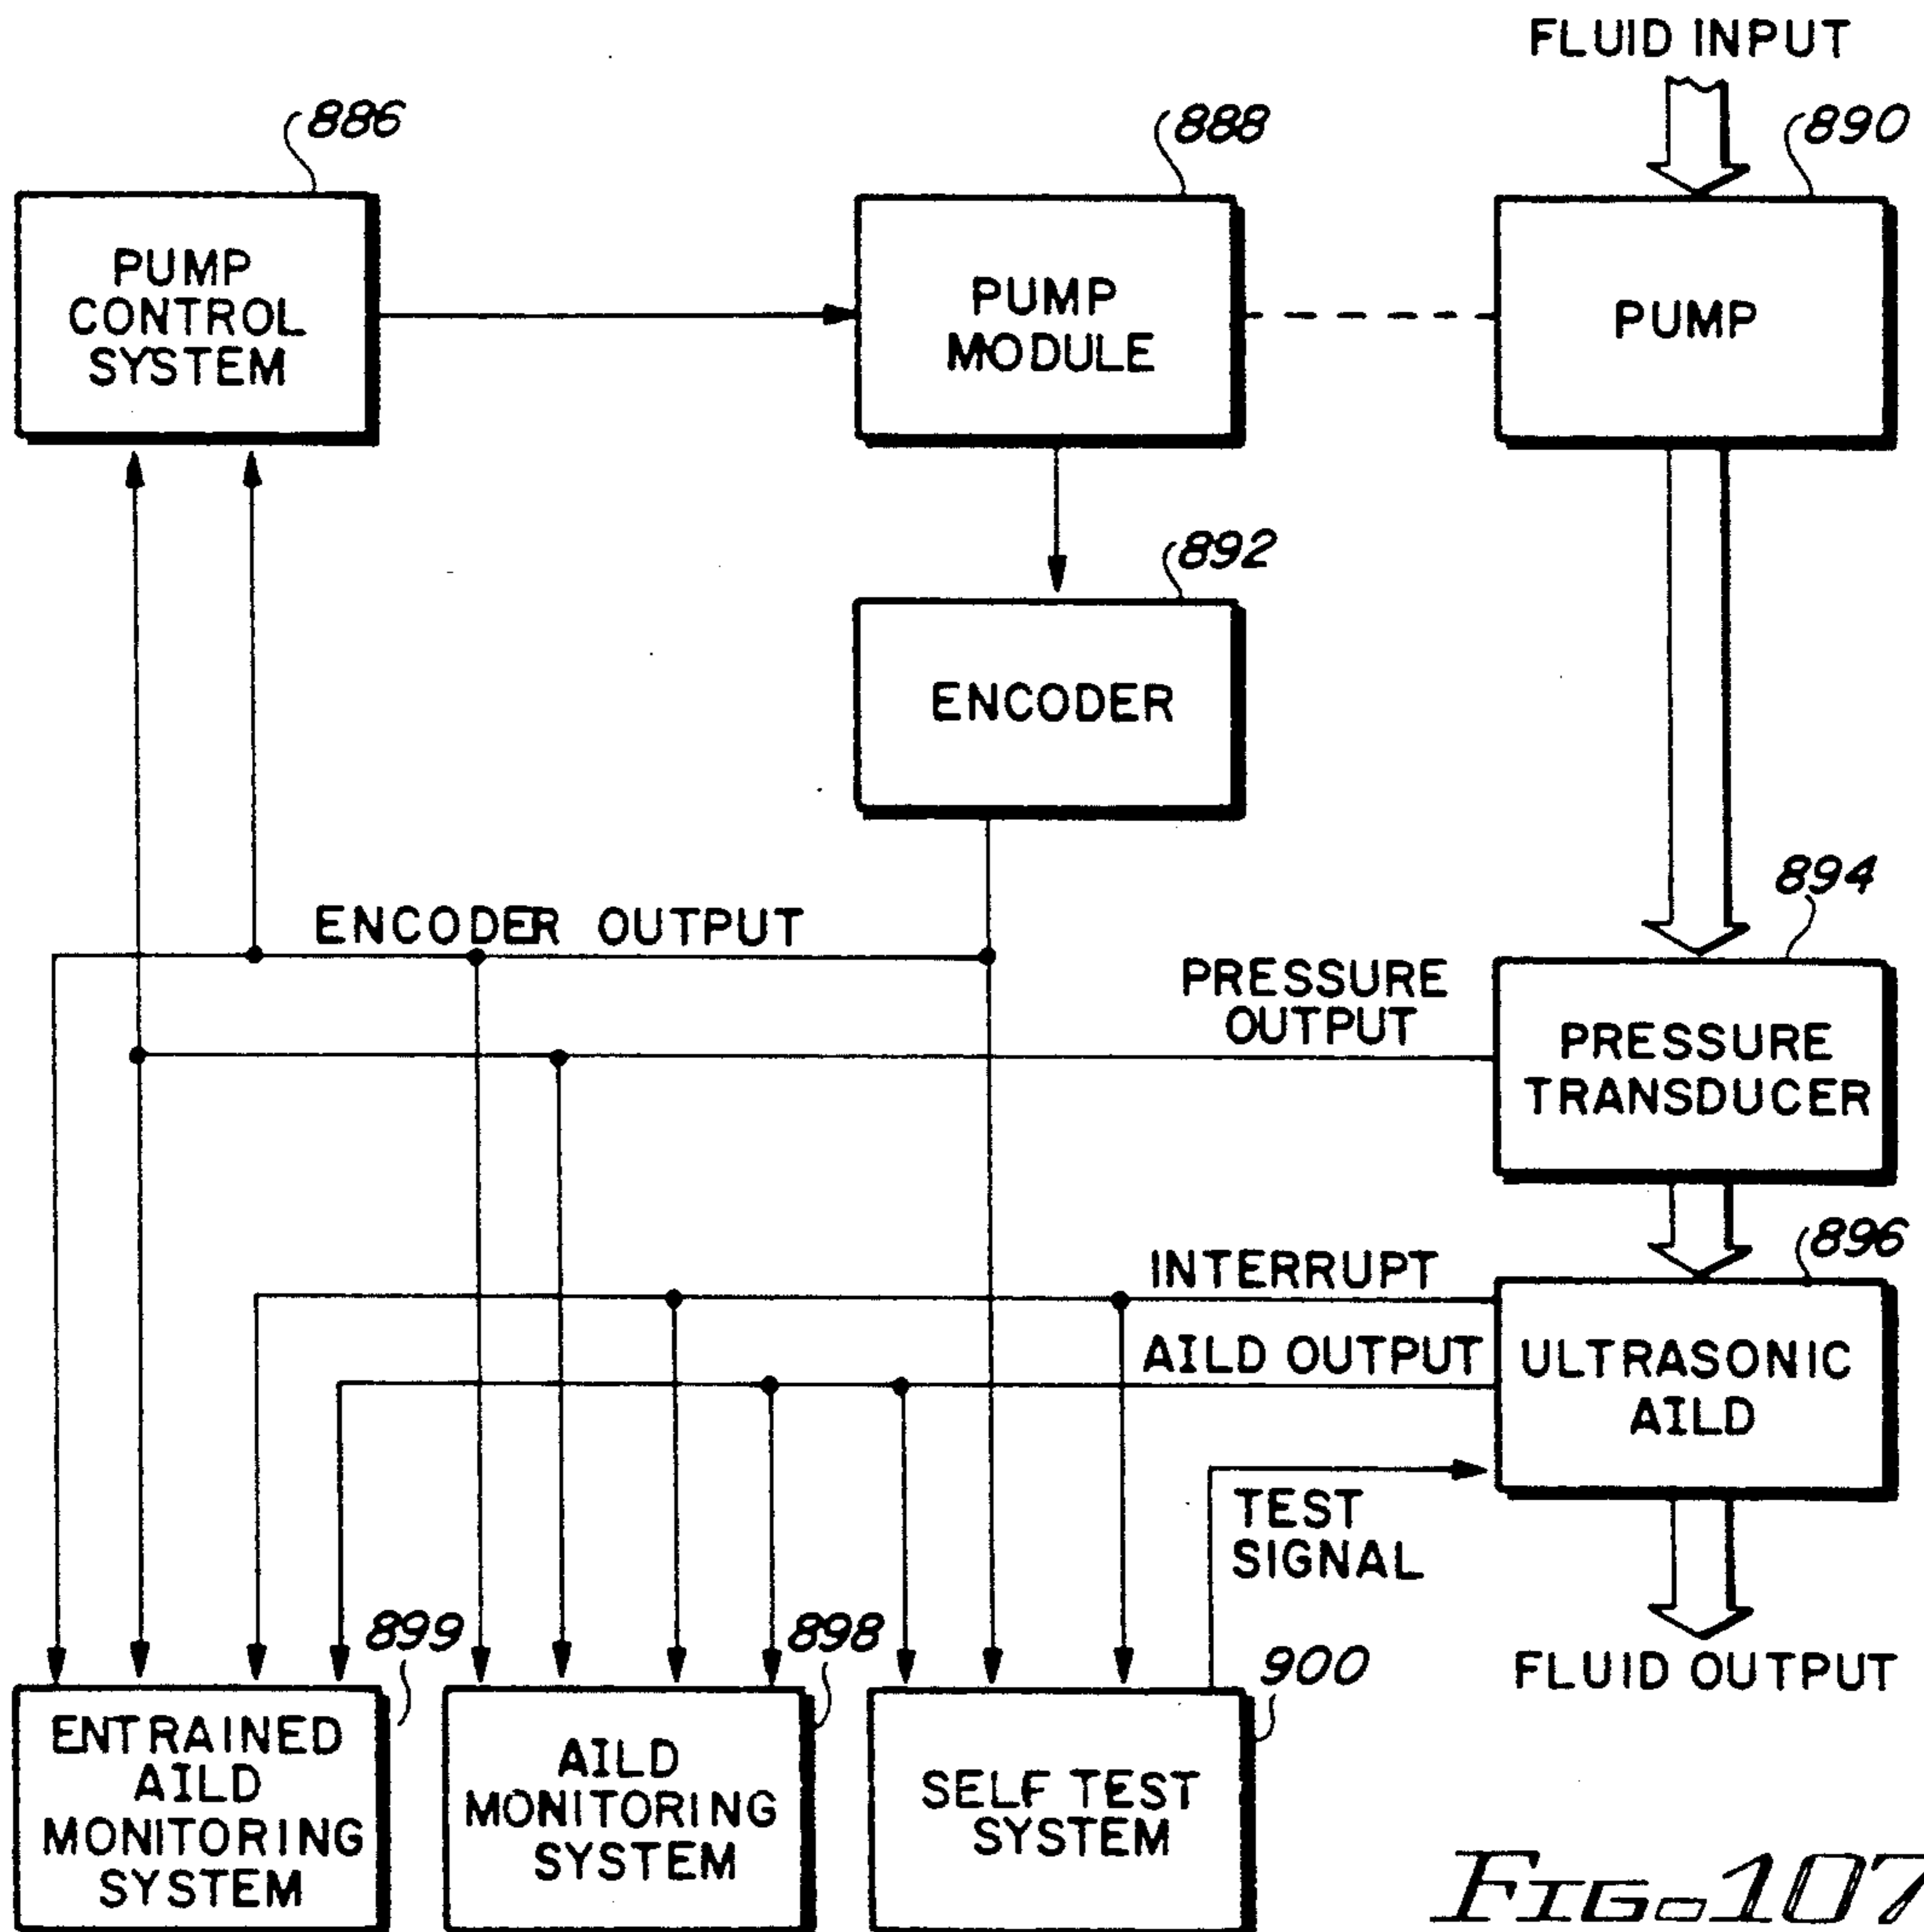 FLUID INPUT
886
888
890
PUMP
CONTROL
SYSTEM
PUMP
MODULE
PUMP
892
ENCODER
894
ENCODER OUTPUT
PRESSURE
OUTPUT
PRESSURE
TRANSDUCER
896
INTERRUPT
AILD OUTPUT
ULTRASONIC
AILD
TEST
SIGNAL
899
898
900
FLUID OUTPUT
ENTRAINED
AILD
MONITORING
SYSTEM
AILD
MONITORING
SYSTEM
SELF TEST
SYSTEM
FIG. 107